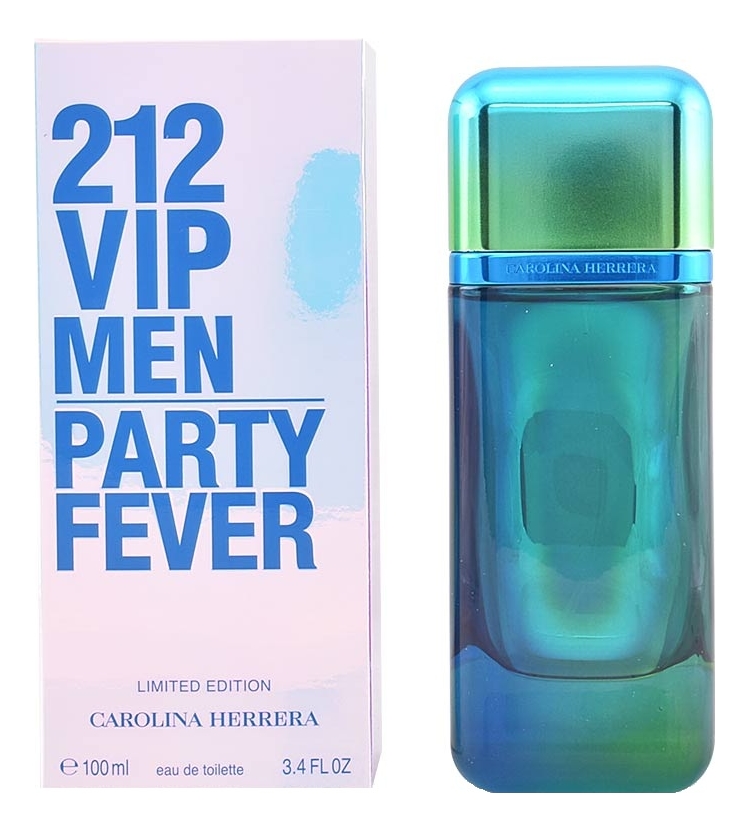 212
VIP
MEN
PARTY
FEVER
LIMITED EDITION
CAROLINA HERRERA
℮ 100 ml eau de toilette 3.4 FL OZ
CAROLINA HERRERA